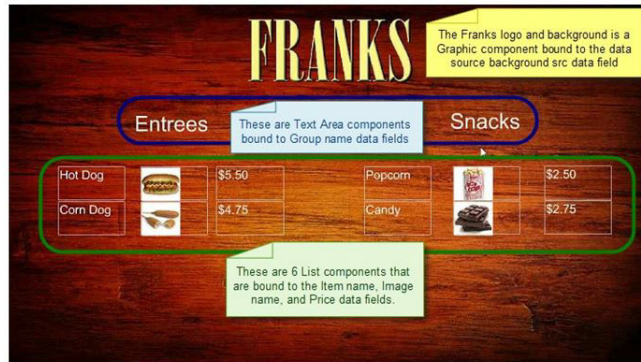 FRANKS
The Franks logo and background is a
Graphic component bound to the data
source background src data field
Entrees
These are Text Area components
bound to Group name data fields
Snacks
Hot Dog
$5.50
Popcorn
$2.50
Corn Dog
$4.75
Candy
$2.75
These are 6 List components that
are bound to the Item name, Image
name, and Price data fields.